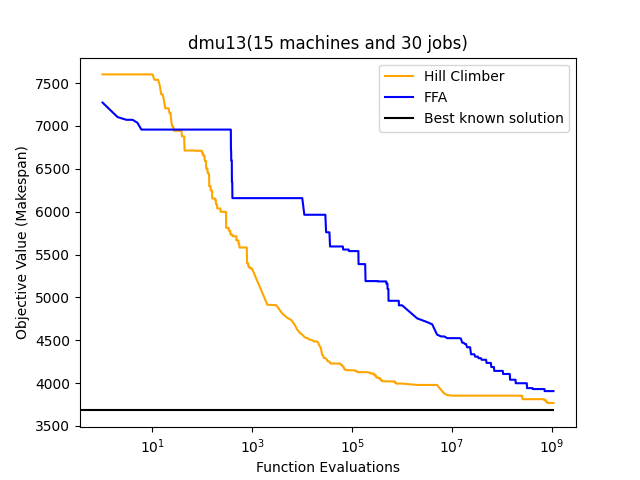 dmu13(15 machines and 30 jobs)
Hill Climber
FFA
Best known solution
Objective Value (Makespan)
7500
7000
6500
6000
5500
5000
4500
4000
3500
10^1
10^3
10^5
10^7
10^9
Function Evaluations